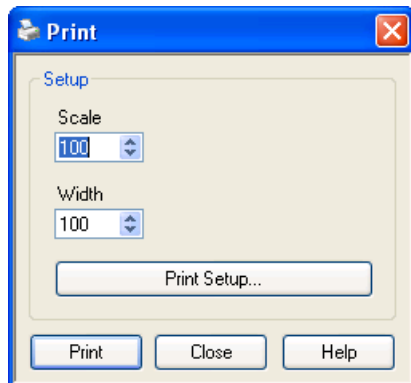 Print
Setup
Scale
100
Width
100
Print Setup...
Print Close Help